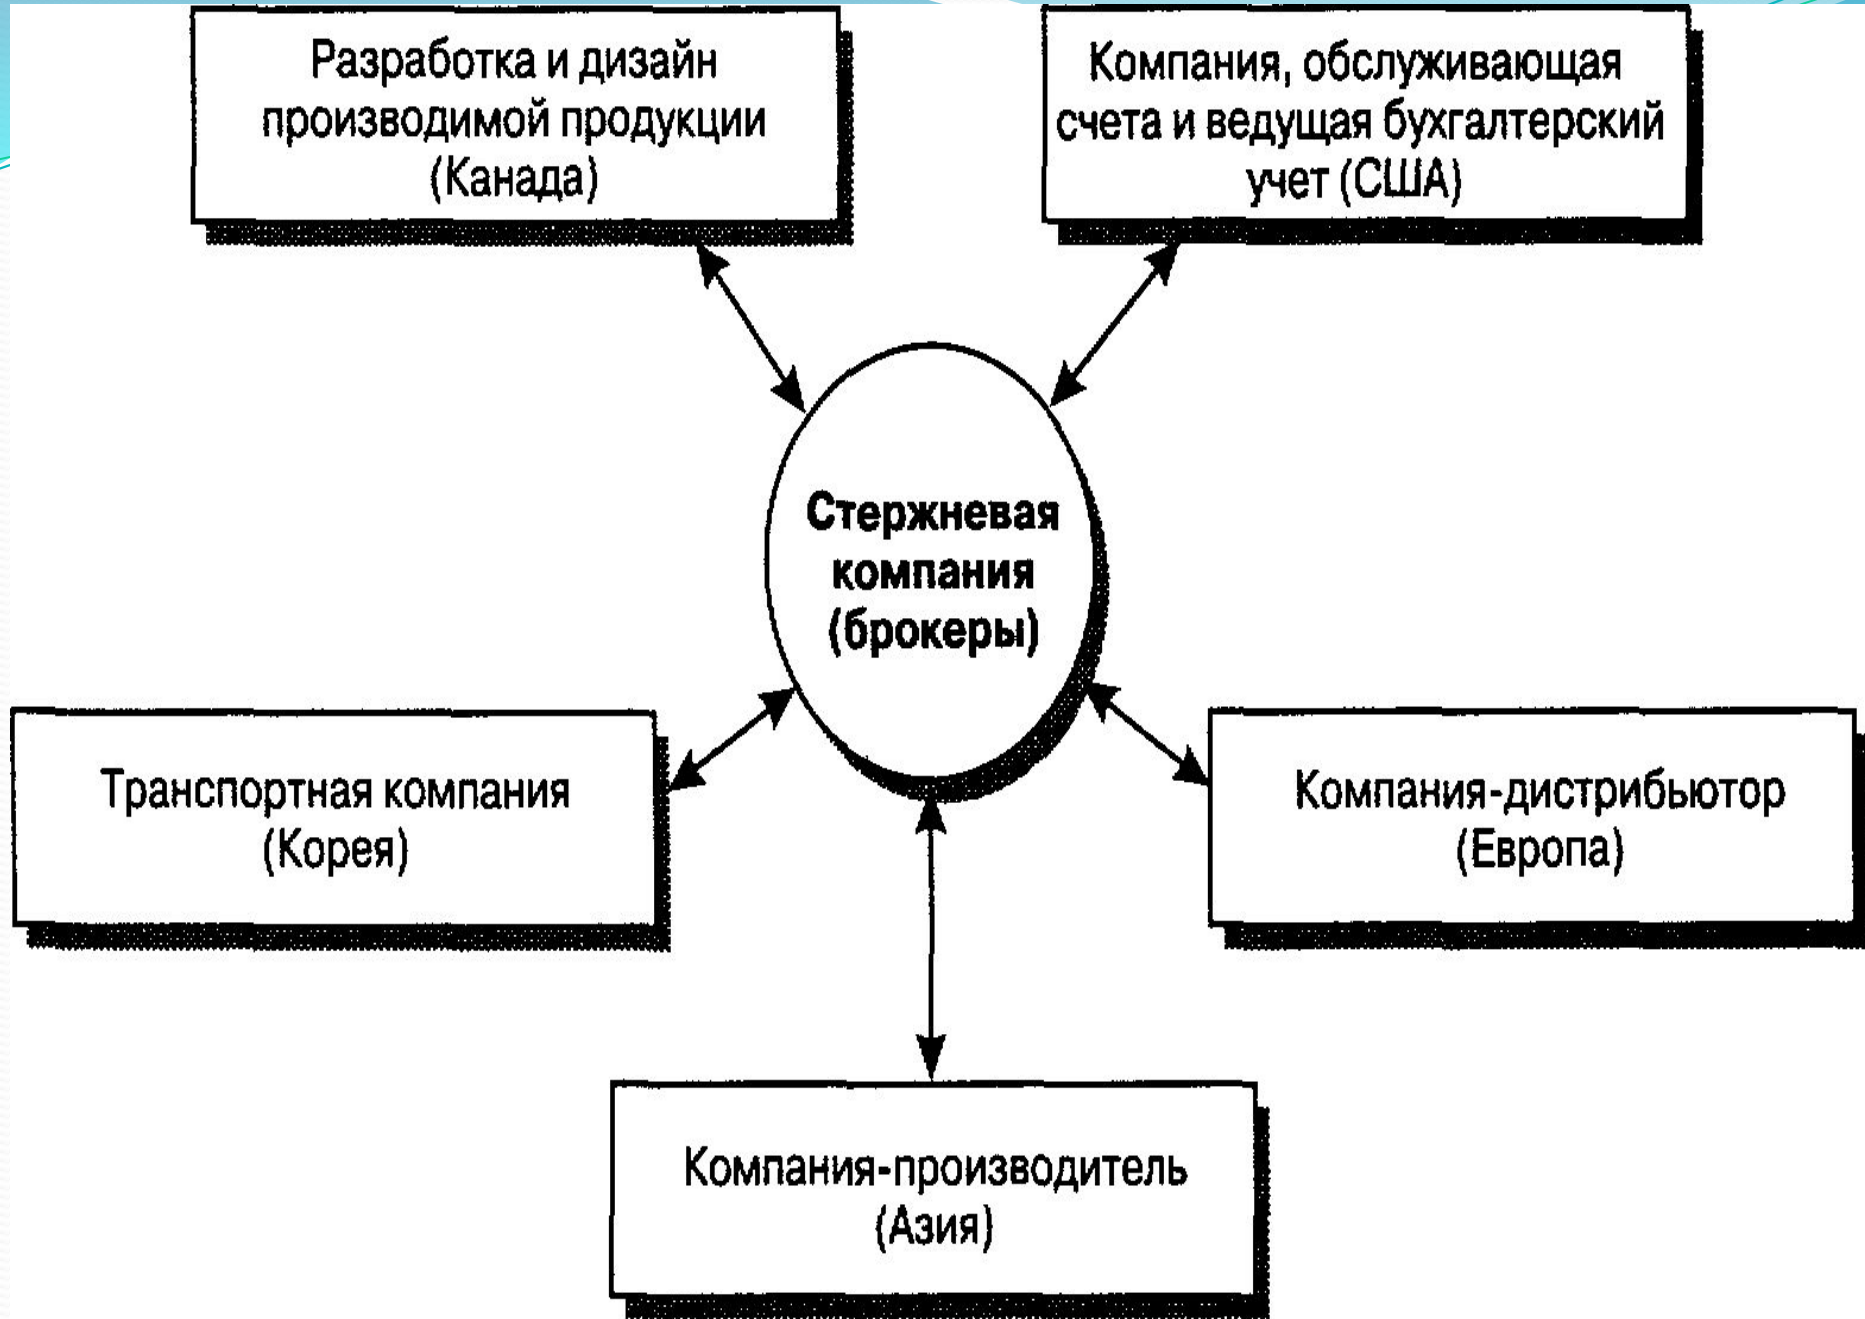 Разработка и дизайн
производимой продукции
(Канада)
Компания, обслуживающая
счета и ведущая бухгалтерский
учет (США)
Стержневая
компания
(брокеры)
Транспортная компания
(Корея)
Компания-дистрибьютор
(Европа)
Компания-производитель
(Азия)